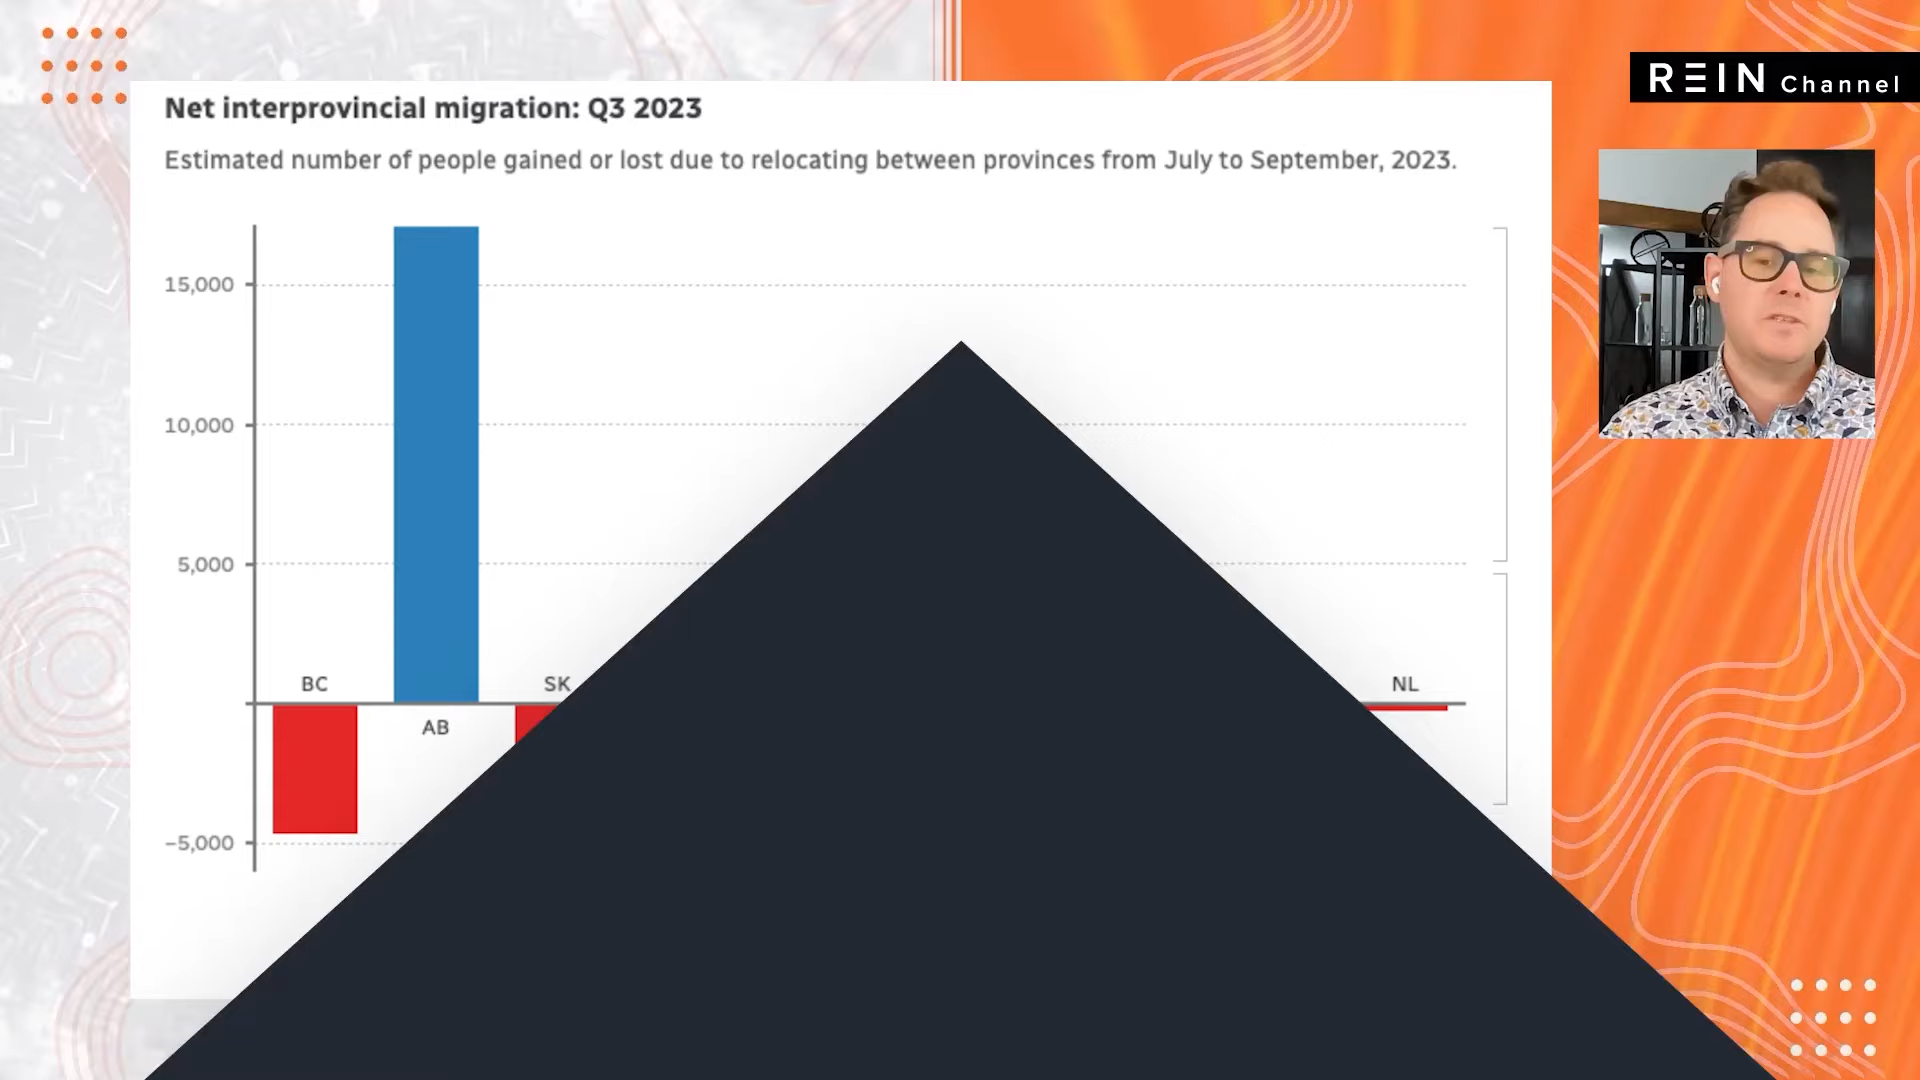 Net interprovincial migration: Q3 2023
REIN Channel
Estimated number of people gained or lost due to relocating between provinces from July to September, 2023.
15,000
10,000
5,000
BC
SK
NL
AB
−5,000